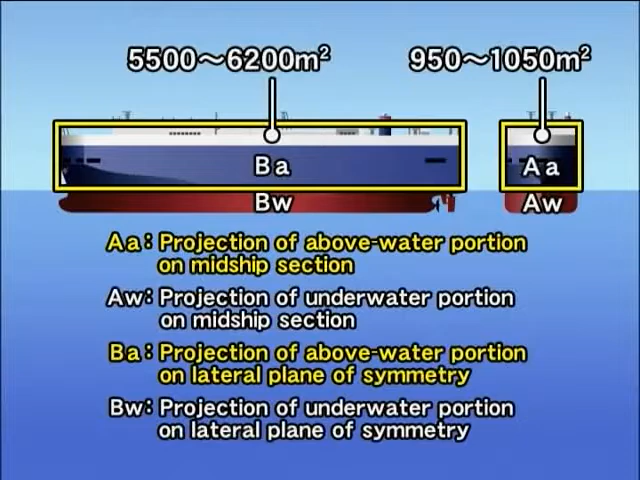 5500～6200m²
950～1050m²
Ba
Aa
Bw
Aw
Aa: Projection of above-water portion
on midship section
Aw: Projection of underwater portion
on midship section
Ba: Projection of above-water portion
on lateral plane of symmetry
Bw: Projection of underwater portion
on lateral plane of symmetry